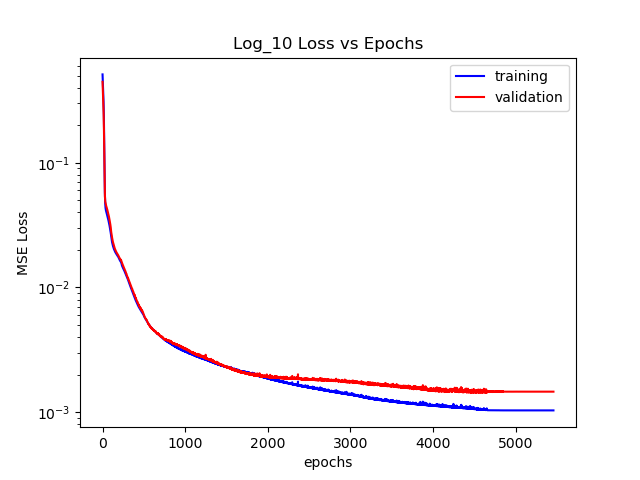 Log_10 Loss vs Epochs
training
validation
MSE Loss
10⁻¹
10⁻²
10⁻³
0 1000 2000 3000 4000 5000
epochs